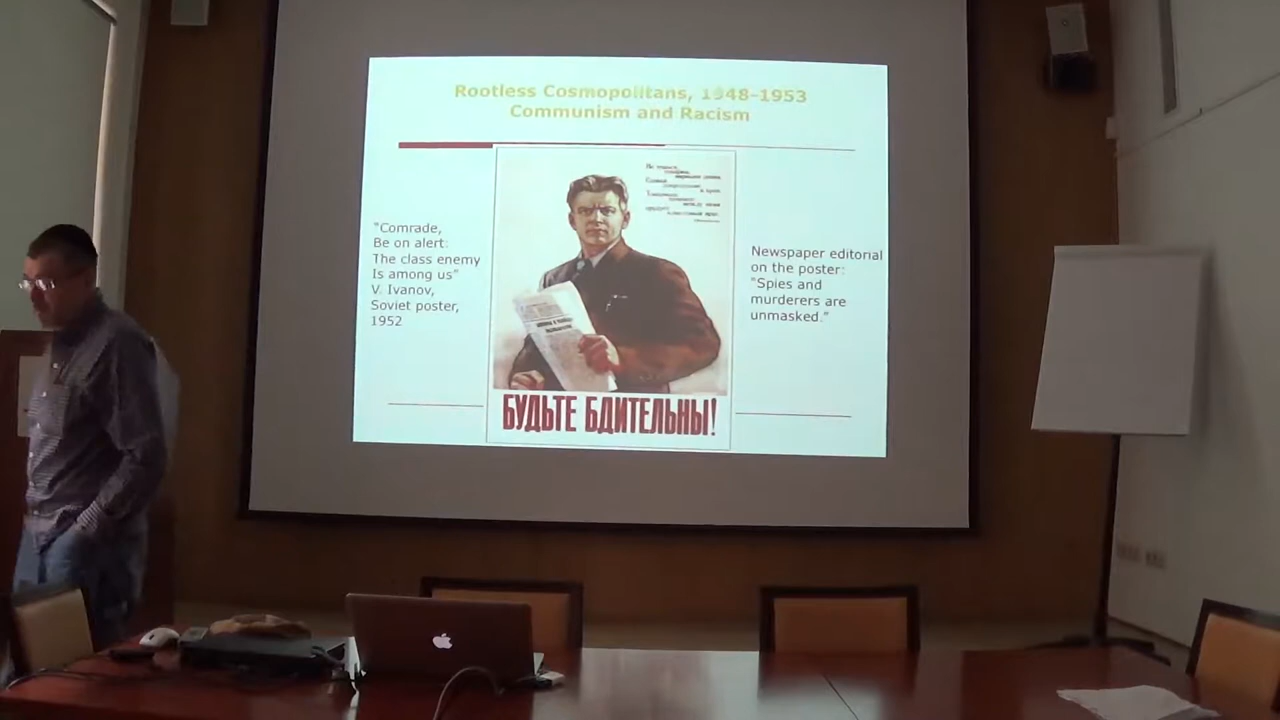 Rootless Cosmopolitans, 1948–1953
Communism and Racism
"Comrade,
Be on alert:
The class enemy
Is among us"
V. Ivanov,
Soviet poster,
1952
БУДЬТЕ БДИТЕЛЬНЫ!
Newspaper editorial
on the poster:
"Spies and
murderers are
unmasked."